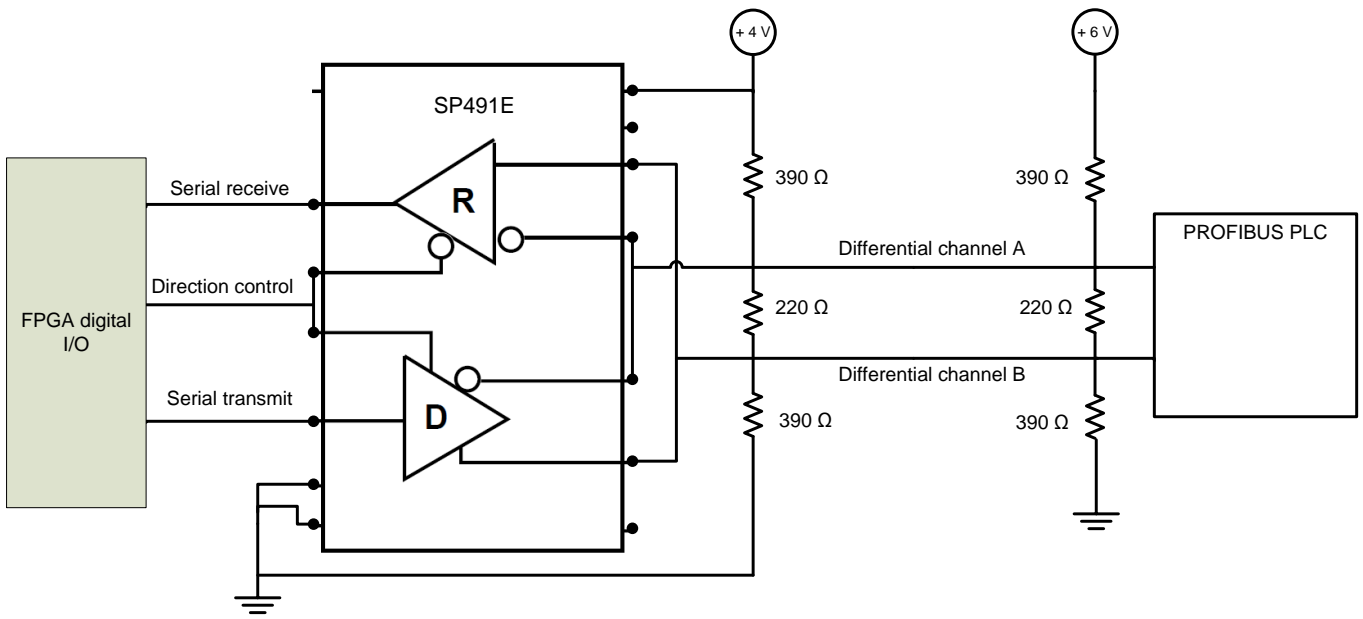 + 4 V
+ 6 V
SP491E
R
390 Ω
390 Ω
Serial receive
PROFIBUS PLC
Differential channel A
Direction control
FPGA digital
I/O
220 Ω
220 Ω
Differential channel B
Serial transmit
D
390 Ω
390 Ω